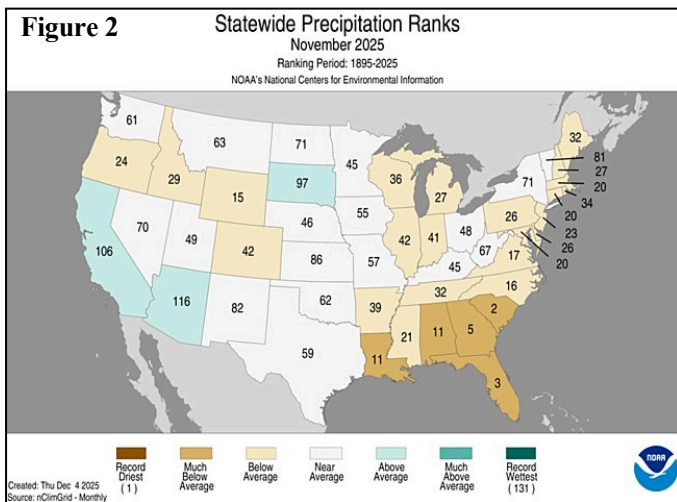 Figure 2
Statewide Precipitation Ranks
November 2025
Ranking Period: 1895-2025
NOAA's National Centers for Environmental Information
61
63
71
45
32
81
27
20
34
24
29
15
97
36
27
71
20
23
26
20
106
70
49
42
46
55
42
41
48
26
67
17
86
57
45
16
116
82
62
39
32
2
59
11
21
11
5
3
Record
Driest
( 1 )
Much
Below
Average
Below
Average
Near
Average
Above
Average
Much
Above
Average
Record
Wettest
( 131 )
Created: Thu Dec 4 2025
Source: nClimGrid - Monthly
NOAA